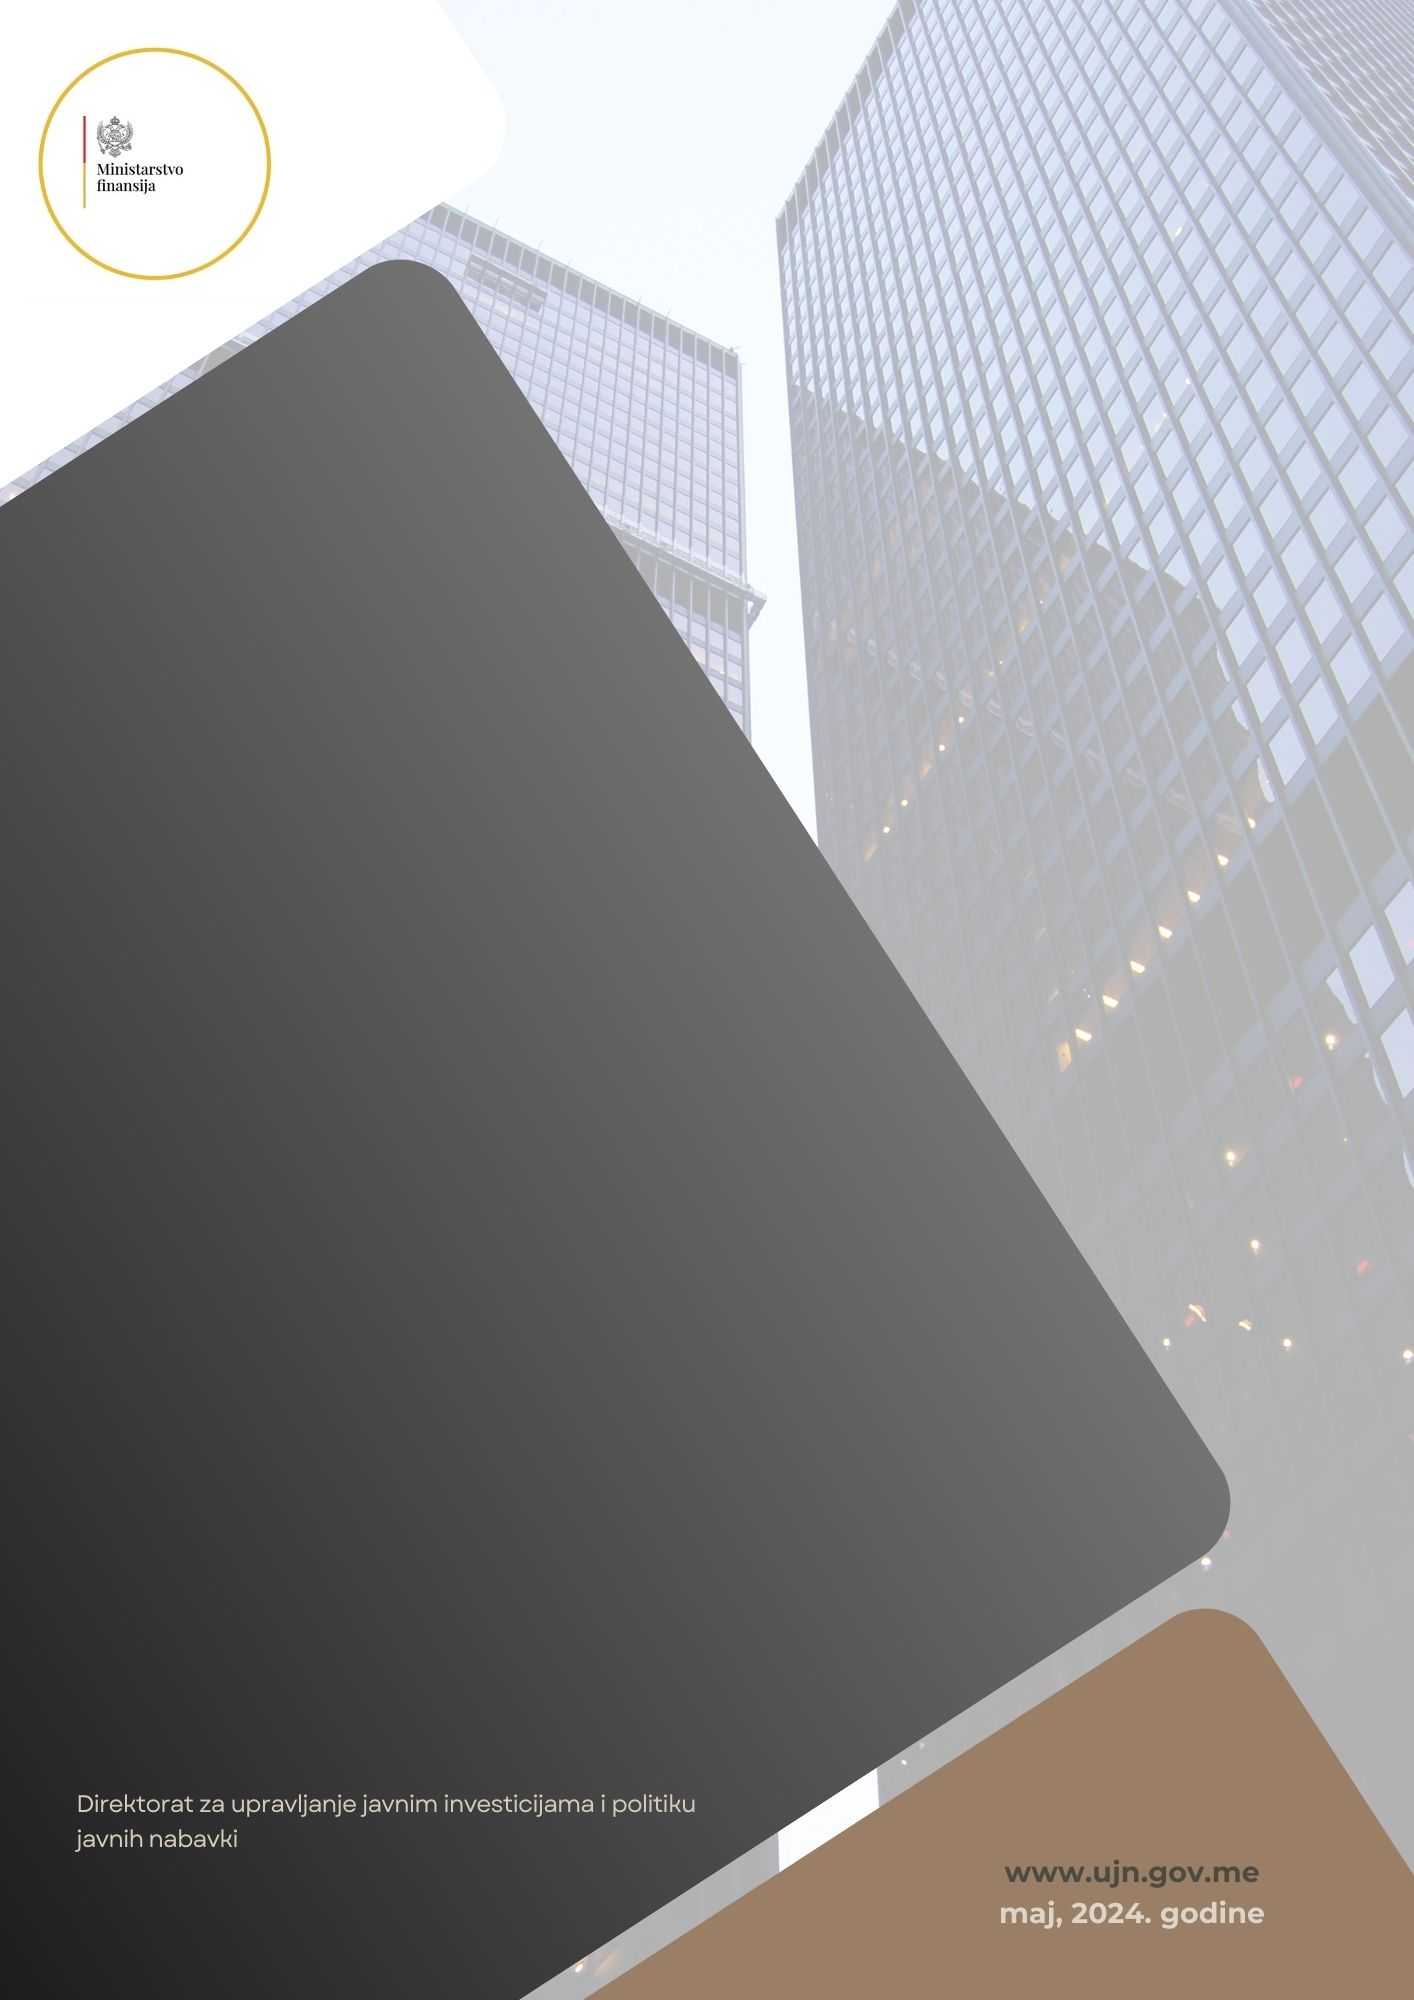 Ministarstvo
finansija
Direktorat za upravljanje javnim investicijama i politiku
javnih nabavki
www.ujn.gov.me
maj, 2024. godine